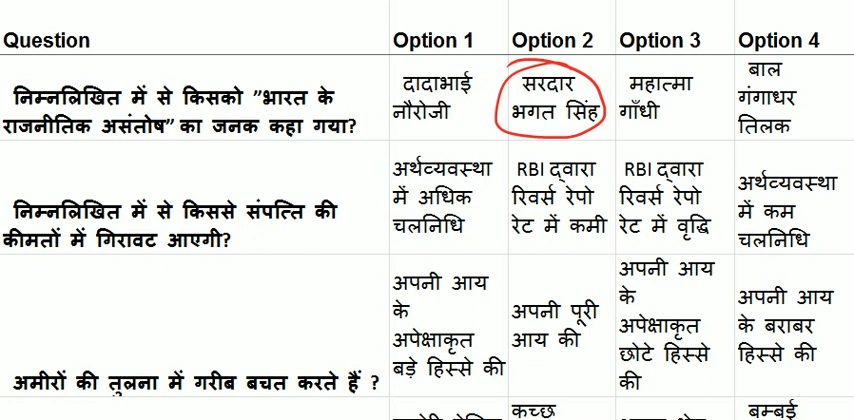 Question Option 1 Option 2 Option 3 Option 4
निम्नलिखित में से किसको "भारत के
राजनीतिक असंतोष" का जनक कहा गया?
दादाभाई
नौरोजी
सरदार
भगत सिंह
महात्मा
गाँधी
बाल
गंगाधर
तिलक
निम्नलिखित में से किससे संपत्ति की
कीमतों में गिरावट आएगी?
अर्थव्यवस्था
में अधिक
चलनिधि
RBI द्वारा
रिवर्स रेपो
रेट में कमी
RBI द्वारा
रिवर्स रेपो
रेट में वृद्धि
अर्थव्यवस्था
में कम
चलनिधि
अमीरों की तुलना में गरीब बचत करते हैं ?
अपनी आय
के
अपेक्षाकृत
बड़े हिस्से की
अपनी पूरी
आय की
अपनी आय
के
अपेक्षाकृत
छोटे हिस्से
की
अपनी आय
के बराबर
हिस्से की
कच्छ
बम्बई